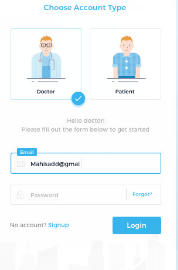 Choose Account Type
Doctor
Patient
Hello doctor!
Please fill out the form below to get started
Email
Mahisadd@gmai
Password
Forgot?
No account? Signup
Login